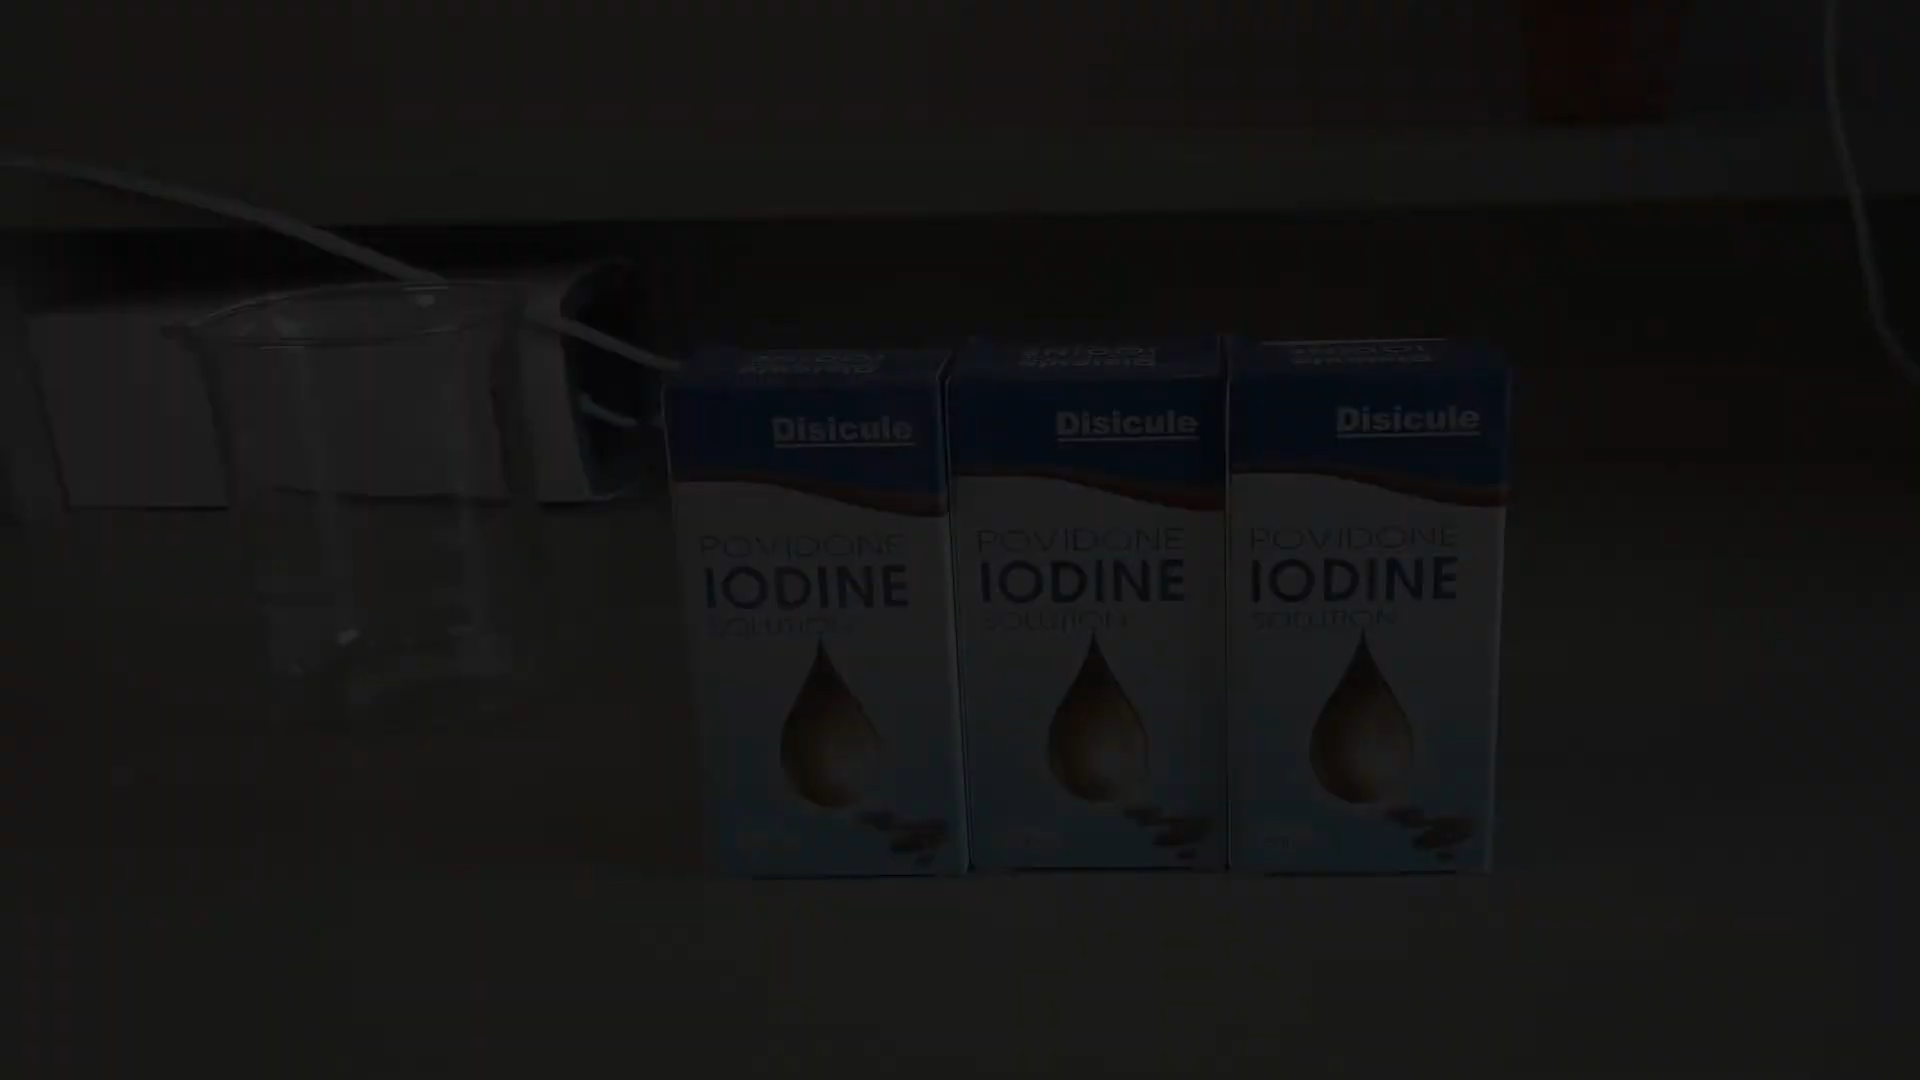 Disicule
POVIDONE
IODINE
SOLUTION
Disicule
POVIDONE
IODINE
SOLUTION
Disicule
POVIDONE
IODINE
SOLUTION